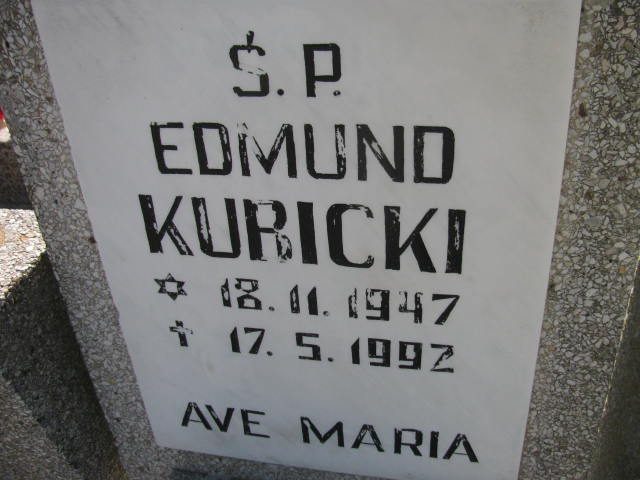 Ś. P.
EDMUND
KUBICKI
✡ 18. 11. 1947
✝ 17. 5. 1992
AVE MARIA